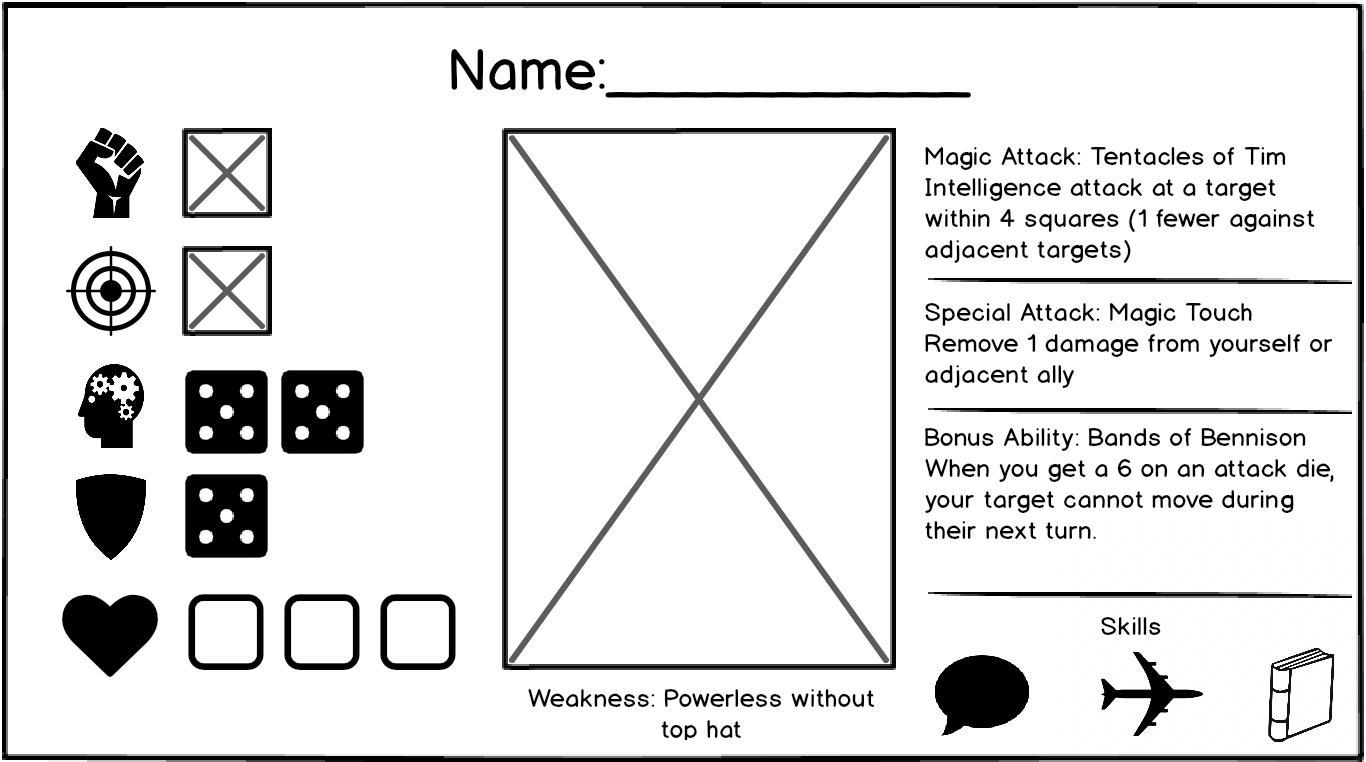 Name:
Magic Attack: Tentacles of Tim
Intelligence attack at a target
within 4 squares (1 fewer against
adjacent targets)
Special Attack: Magic Touch
Remove 1 damage from yourself or
adjacent ally
Bonus Ability: Bands of Bennison
When you get a 6 on an attack die,
your target cannot move during
their next turn.
Skills
Weakness: Powerless without
top hat